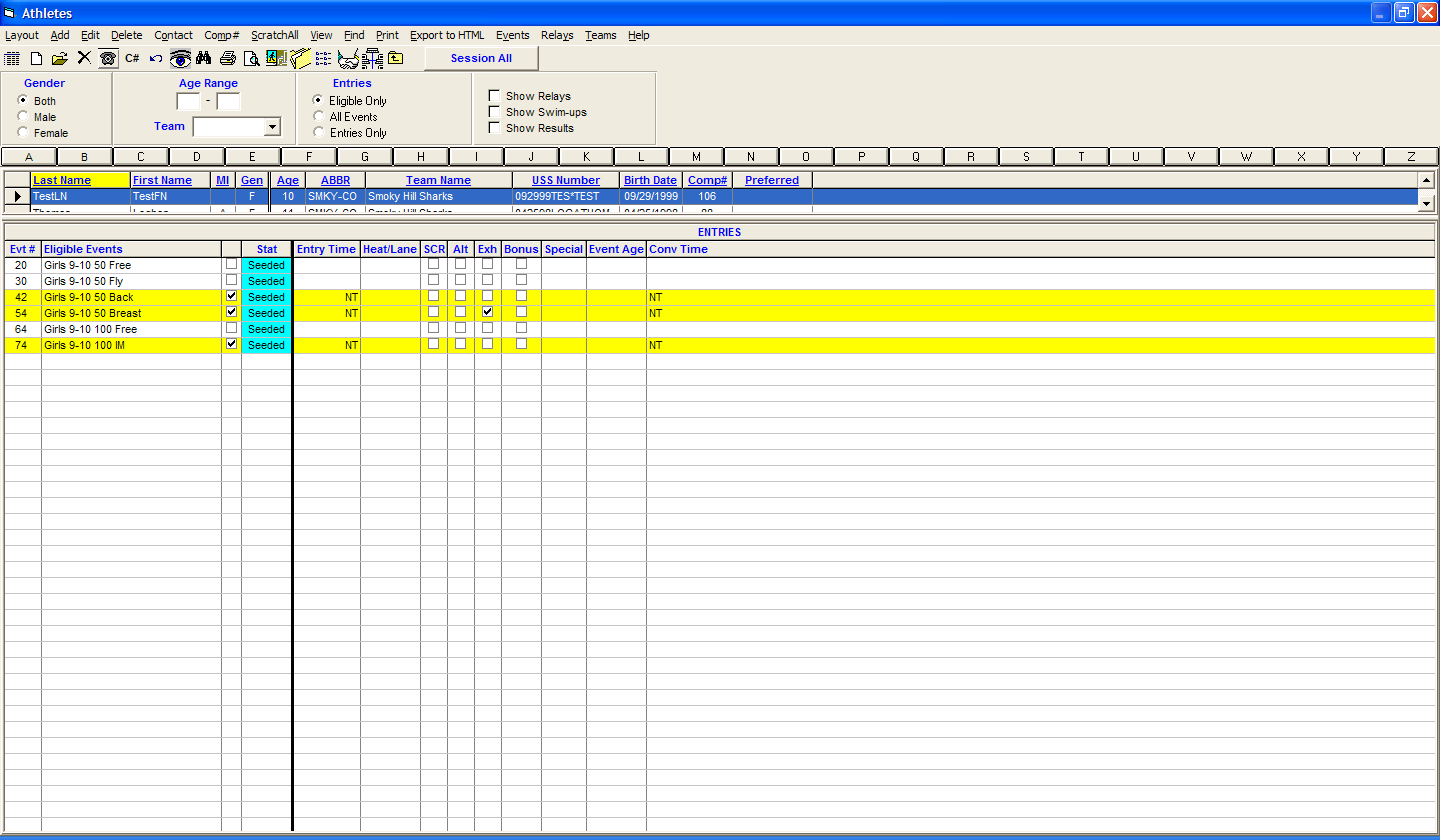 Athletes
Layout Add Edit Delete Contact Comp# ScratchAll View Find Print Export to HTML Events Relays Teams Help
C# Session All
Gender Age Range Entries
Both - Eligible Only Show Relays
Male All Events Show Swim-ups
Female Team Entries Only Show Results
A B C D E F G H I J K L M N O P Q R S T U V W X Y Z
Last Name First Name MI Gen Age ABBR Team Name USS Number Birth Date Comp# Preferred
TestLN TestFN F 10 SMKY-CO Smoky Hill Sharks 092999TES*TEST 09/29/1999 106
ENTRIES
Evt # Eligible Events Stat Entry Time Heat/Lane SCR Alt Exh Bonus Special Event Age Conv Time
20 Girls 9-10 50 Free Seeded
30 Girls 9-10 50 Fly Seeded
42 Girls 9-10 50 Back Seeded NT NT
54 Girls 9-10 50 Breast Seeded NT NT
64 Girls 9-10 100 Free Seeded
74 Girls 9-10 100 IM Seeded NT NT